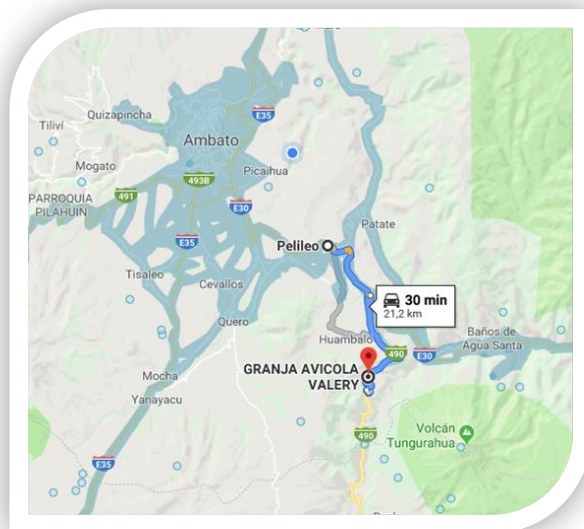 E35
Quizapincha
Tiliví
Ambato
Mogato
Picaihua
493B
491
PARROQUIA
PILAHUIN
E30
Patate
E35
Pelileo
Tisaleo
Cevallos
30 min
21,2 km
Quero
Huambalo
Baños de
Agua Santa
490
E30
GRANJA AVICOLA
VALERY
Mocha
Yanayacu
Volcán
Tungurahua
490
E35